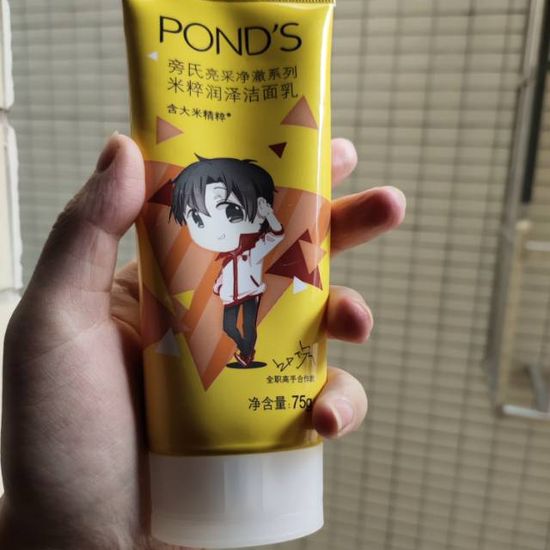 POND'S
旁氏亮采净澈系列
米粹润泽洁面乳
含大米精粹*
全职高手合作款
净含量:75g